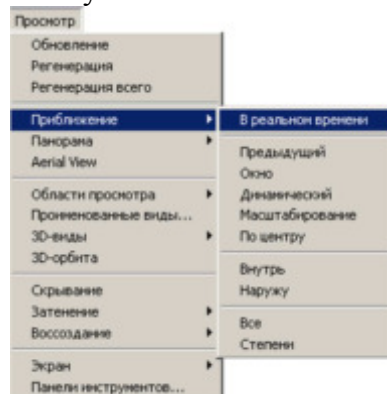 Просмотр
Обновление
Регенерация
Регенерация всего
Приближение
Панорама
Aerial View
Области просмотра
Проименованные виды...
3D-виды
3D-орбита
Скрывание
Затенение
Воссоздание
Экран
Панели инструментов...
В реальном времени
Предыдущий
Окно
Динамический
Масштабирование
По центру
Внутрь
Наружу
Все
Степени